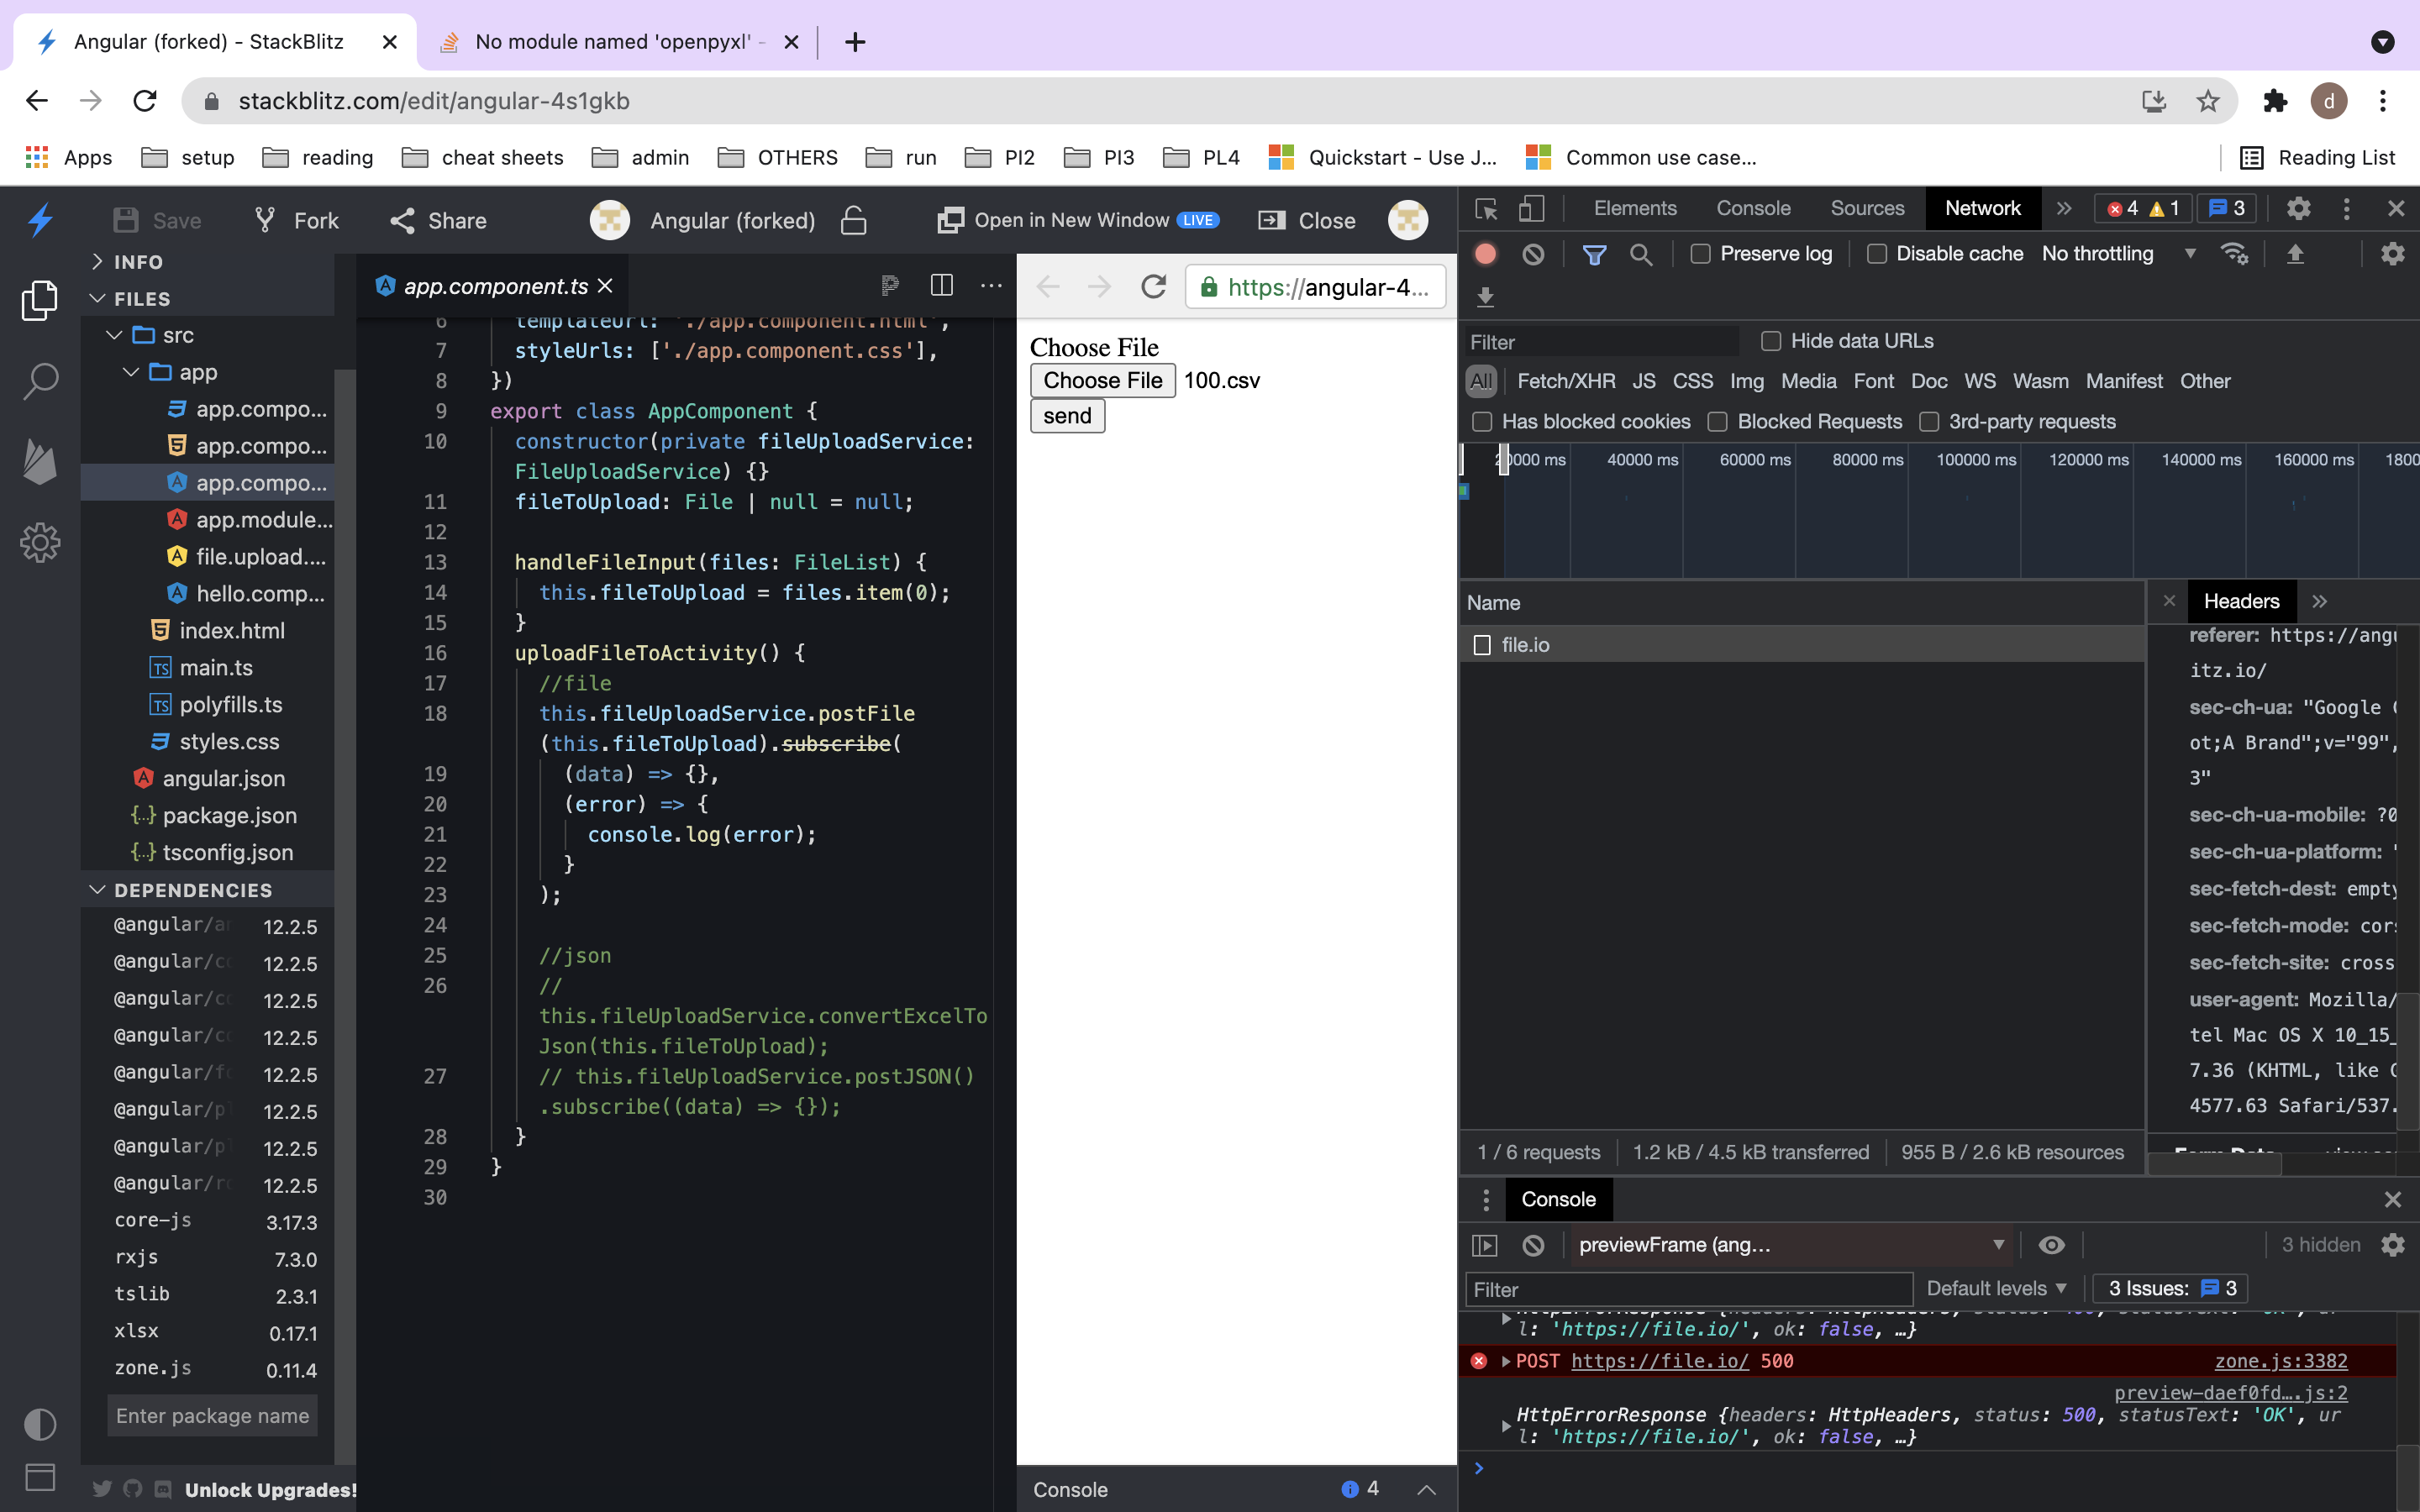 Angular (forked) - StackBlitz
No module named 'openpyxl' -
stackblitz.com/edit/angular-4s1gkb
d
Apps
setup
reading
cheat sheets
admin
OTHERS
run
PI2
PI3
PL4
Quickstart - Use J...
Common use case...
Reading List
Save
Fork
Share
Angular (forked)
Open in New Window LIVE
Close
INFO
FILES
src
app
app.compo...
app.compo...
app.compo...
app.module...
file.upload....
hello.comp...
index.html
main.ts
polyfills.ts
styles.css
angular.json
package.json
tsconfig.json
DEPENDENCIES
@angular/a 12.2.5
@angular/c 12.2.5
@angular/c 12.2.5
@angular/c 12.2.5
@angular/f 12.2.5
@angular/p 12.2.5
@angular/p 12.2.5
@angular/r 12.2.5
core-js 3.17.3
rxjs 7.3.0
tslib 2.3.1
xlsx 0.17.1
zone.js 0.11.4
Enter package name
Unlock Upgrades!
app.component.ts
6 templateUrl: './app.component.html',
7 styleUrls: ['./app.component.css'],
8 })
9 export class AppComponent {
10 constructor(private fileUploadService:
FileUploadService) {}
11 fileToUpload: File | null = null;
12
13 handleFileInput(files: FileList) {
14 this.fileToUpload = files.item(0);
15 }
16 uploadFileToActivity() {
17 //file
18 this.fileUploadService.postFile
(this.fileToUpload).subscribe(
19 (data) => {},
20 (error) => {
21 console.log(error);
22 }
23 );
24
25 //json
26 //
this.fileUploadService.convertExcelTo
Json(this.fileToUpload);
27 // this.fileUploadService.postJSON()
.subscribe((data) => {});
28 }
29 }
30
https://angular-4...
Choose File
Choose File 100.csv
send
Console 4
Elements
Console
Sources
Network
4 1 3
Preserve log
Disable cache
No throttling
Filter
Hide data URLs
All Fetch/XHR JS CSS Img Media Font Doc WS Wasm Manifest Other
Has blocked cookies Blocked Requests 3rd-party requests
20000 ms 40000 ms 60000 ms 80000 ms 100000 ms 120000 ms 140000 ms 160000 ms 1800
Name
file.io
Headers
referer: https://angu
itz.io/
sec-ch-ua: "Google
ot;A Brand";v="99",
3"
sec-ch-ua-mobile: ?0
sec-ch-ua-platform:
sec-fetch-dest: empty
sec-fetch-mode: cors
sec-fetch-site: cross
user-agent: Mozilla/
tel Mac OS X 10_15_
7.36 (KHTML, like
4577.63 Safari/537.
Form Data
1 / 6 requests 1.2 kB / 4.5 kB transferred 955 B / 2.6 kB resources
Console
previewFrame (ang...
3 hidden
Filter
Default levels
3 Issues: 3
HttpErrorResponse {headers: HttpHeaders, status: 400, statusText: 'OK', ur
l: 'https://file.io/', ok: false, …}
POST https://file.io/ 500 zone.js:3382
preview-daef0fd….js:2
HttpErrorResponse {headers: HttpHeaders, status: 500, statusText: 'OK', ur
l: 'https://file.io/', ok: false, …}